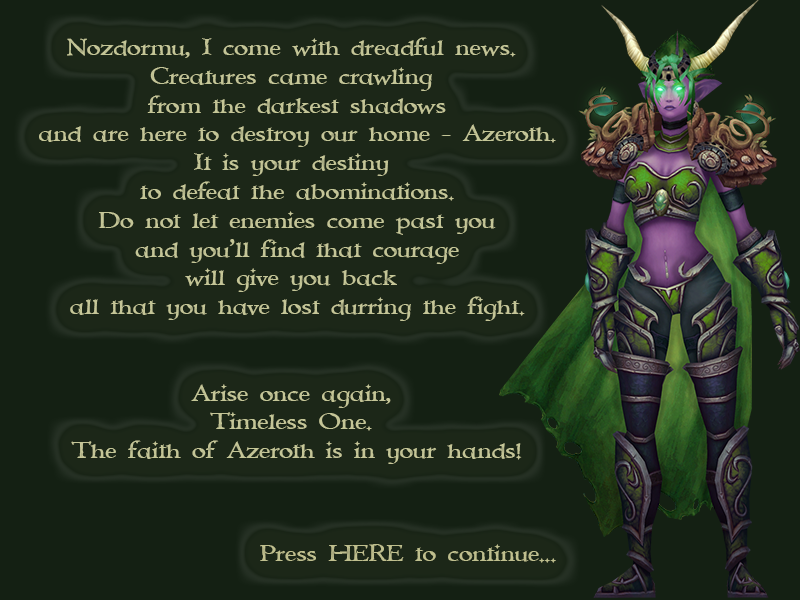 Nozdormu, I come with dreadful news.
Creatures came crawling
from the darkest shadows
and are here to destroy our home - Azeroth.
It is your destiny
to defeat the abominations.
Do not let enemies come past you
and you'll find that courage
will give you back
all that you have lost durring the fight.
Arise once again,
Timeless One.
The faith of Azeroth is in your hands!
Press HERE to continue...